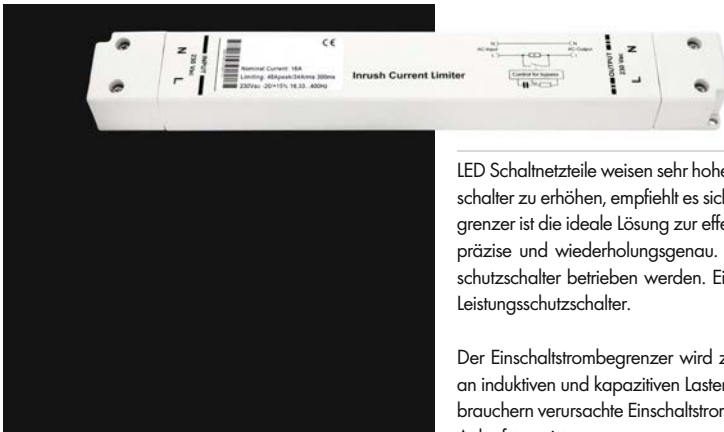 N
L
INPUT
230 Vac
CE
Nominal Current: 16A
Limiting: 48Apeak/34Arms 300ms
230Vac -20/+15% 16,33...400Hz
Inrush Current Limiter
N
N
AC-Input
AC-Output
L
L
Control for bypass
OUTPUT
230 Vac
N
L
LED Schaltnetzteile weisen sehr hohe
schalter zu erhöhen, empfiehlt es sich
grenzer ist die ideale Lösung zur effe
präzise und wiederholungsgenau.
schutzschalter betrieben werden. Ei
Leistungsschutzschalter.
Der Einschaltstrombegrenzer wird z
an induktiven und kapazitiven Lasten
brauchern verursachte Einschaltstrom